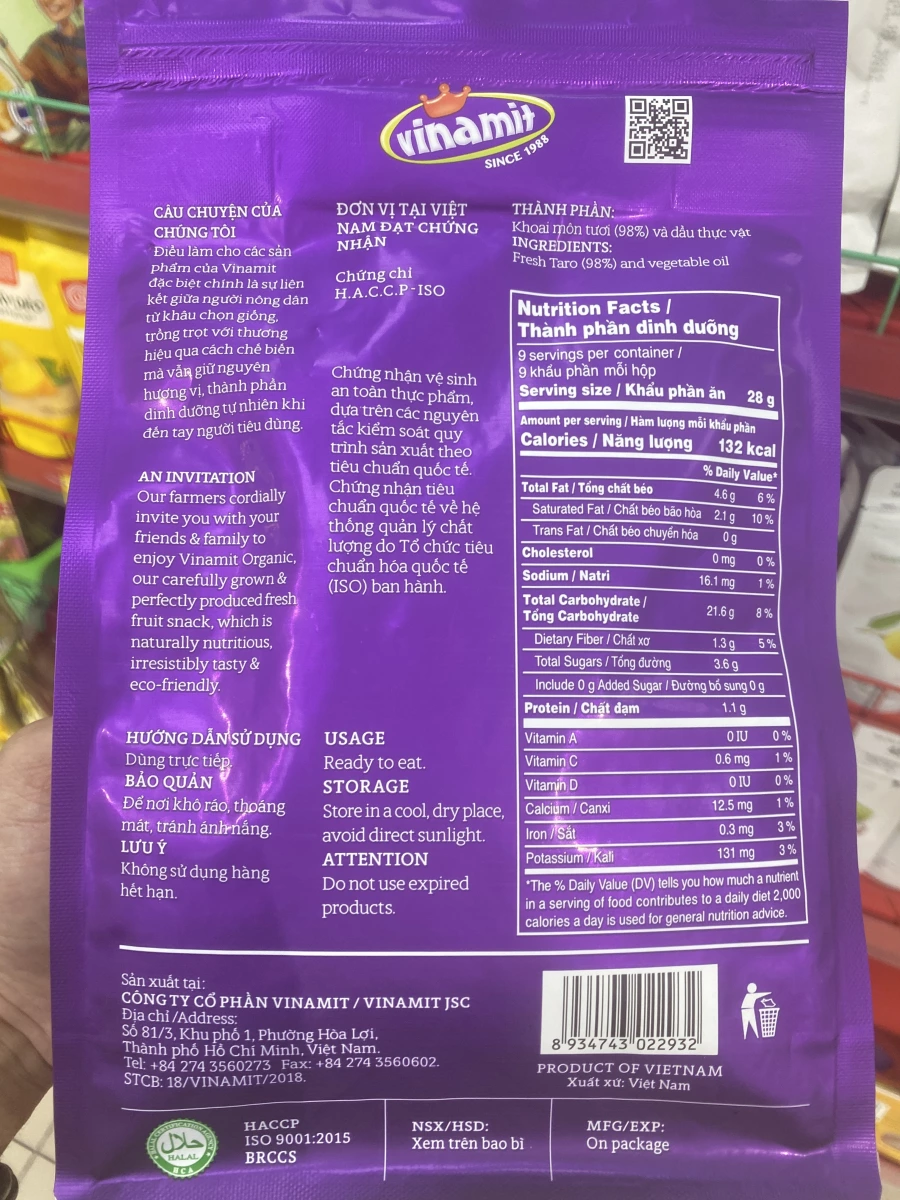 vinamit
SINCE 1988
CÂU CHUYỆN CỦA
CHÚNG TÔI
Điều làm cho các sản
phẩm của Vinamit
đặc biệt chính là sự liên
kết giữa người nông dân
từ khâu chọn giống,
trồng trọt với thương
hiệu qua cách chế biến
mà vẫn giữ nguyên
hương vị, thành phần
dinh dưỡng tự nhiên khi
đến tay người tiêu dùng.
AN INVITATION
Our farmers cordially
invite you with your
friends & family to
enjoy Vinamit Organic,
our carefully grown &
perfectly produced fresh
fruit snack, which is
naturally nutritious,
irresistibly tasty &
eco-friendly.
ĐƠN VỊ TẠI VIỆT
NAM ĐẠT CHỨNG
NHẬN
Chứng chỉ
H.A.C.C.P-ISO
Chứng nhận vệ sinh
an toàn thực phẩm,
dựa trên các nguyên
tắc kiểm soát quy
trình sản xuất theo
tiêu chuẩn quốc tế.
Chứng nhận tiêu
chuẩn quốc tế về hệ
thống quản lý chất
lượng do Tổ chức tiêu
chuẩn hóa quốc tế
(ISO) ban hành.
THÀNH PHẦN:
Khoai môn tươi (98%) và dầu thực vật
INGREDIENTS:
Fresh Taro (98%) and vegetable oil
Nutrition Facts /
Thành phần dinh dưỡng
9 servings per container /
9 khẩu phần mỗi hộp
Serving size / Khẩu phần ăn 28 g
Amount per serving / Hàm lượng mỗi khẩu phần
Calories / Năng lượng 132 kcal
% Daily Value*
Total Fat / Tổng chất béo 4.6 g 6 %
Saturated Fat / Chất béo bão hòa 2.1 g 10 %
Trans Fat / Chất béo chuyển hóa 0 g
Cholesterol 0 mg 0 %
Sodium / Natri 16.1 mg 1 %
Total Carbohydrate /
Tổng Carbohydrate 21.6 g 8 %
Dietary Fiber / Chất xơ 1.3 g 5 %
Total Sugars / Tổng đường 3.6 g
Include 0 g Added Sugar / Đường bổ sung 0 g
Protein / Chất đạm 1.1 g
Vitamin A 0 IU 0 %
Vitamin C 0.6 mg 1 %
Vitamin D 0 IU 0 %
Calcium / Canxi 12.5 mg 1 %
Iron / Sắt 0.3 mg 3 %
Potassium / Kali 131 mg 3 %
*The % Daily Value (DV) tells you how much a nutrient
in a serving of food contributes to a daily diet 2,000
calories a day is used for general nutrition advice.
HƯỚNG DẪN SỬ DỤNG
Dùng trực tiếp.
BẢO QUẢN
Để nơi khô ráo, thoáng
mát, tránh ánh nắng.
LƯU Ý
Không sử dụng hàng
hết hạn.
USAGE
Ready to eat.
STORAGE
Store in a cool, dry place,
avoid direct sunlight.
ATTENTION
Do not use expired
products.
Sản xuất tại:
CÔNG TY CỔ PHẦN VINAMIT / VINAMIT JSC
Địa chỉ /Address:
Số 81/3, Khu phố 1, Phường Hòa Lợi,
Thành phố Hồ Chí Minh, Việt Nam.
Tel: +84 274 3560273 Fax: +84 274 3560602.
STCB: 18/VINAMIT/2018.
8 934743 022932
PRODUCT OF VIETNAM
Xuất xứ: Việt Nam
حلال
HALAL
HCA
HACCP
ISO 9001:2015
BRCCS
NSX/HSD:
Xem trên bao bì
MFG/EXP:
On package